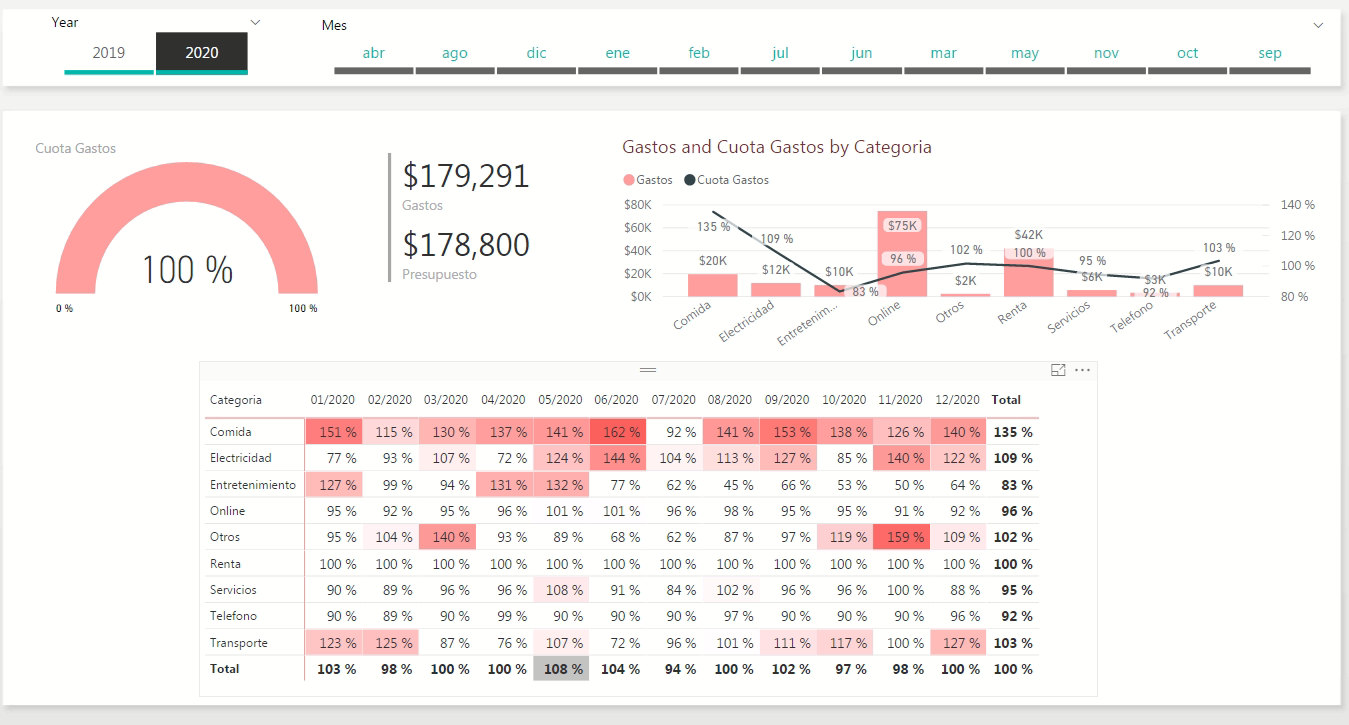 Year
Mes
2019 2020
abr ago dic ene feb jul jun mar may nov oct sep
Cuota Gastos
100 %
0 % 100 %
$179,291
Gastos
$178,800
Presupuesto
Gastos and Cuota Gastos by Categoria
Gastos Cuota Gastos
$80K
$60K
$40K
$20K
$0K
140 %
120 %
100 %
80 %
135 % 109 % 83 % 96 % 102 % 100 % 95 % 92 % 103 %
$20K $12K $10K $75K $2K $42K $6K $3K $10K
Comida Electricidad Entretenim... Online Otros Renta Servicios Telefono Transporte
Categoria 01/2020 02/2020 03/2020 04/2020 05/2020 06/2020 07/2020 08/2020 09/2020 10/2020 11/2020 12/2020 Total
Comida 151 % 115 % 130 % 137 % 141 % 162 % 92 % 141 % 153 % 138 % 126 % 140 % 135 %
Electricidad 77 % 93 % 107 % 72 % 124 % 144 % 104 % 113 % 127 % 85 % 140 % 122 % 109 %
Entretenimiento 127 % 99 % 94 % 131 % 132 % 77 % 62 % 45 % 66 % 53 % 50 % 64 % 83 %
Online 95 % 92 % 95 % 96 % 101 % 101 % 96 % 98 % 95 % 95 % 91 % 92 % 96 %
Otros 95 % 104 % 140 % 93 % 89 % 68 % 62 % 87 % 97 % 119 % 159 % 109 % 102 %
Renta 100 % 100 % 100 % 100 % 100 % 100 % 100 % 100 % 100 % 100 % 100 % 100 % 100 %
Servicios 90 % 89 % 96 % 96 % 108 % 91 % 84 % 102 % 96 % 96 % 100 % 88 % 95 %
Telefono 90 % 89 % 90 % 99 % 90 % 90 % 90 % 97 % 90 % 90 % 90 % 96 % 92 %
Transporte 123 % 125 % 87 % 76 % 107 % 72 % 96 % 101 % 111 % 117 % 100 % 127 % 103 %
Total 103 % 98 % 100 % 100 % 108 % 104 % 94 % 100 % 102 % 97 % 98 % 100 % 100 %